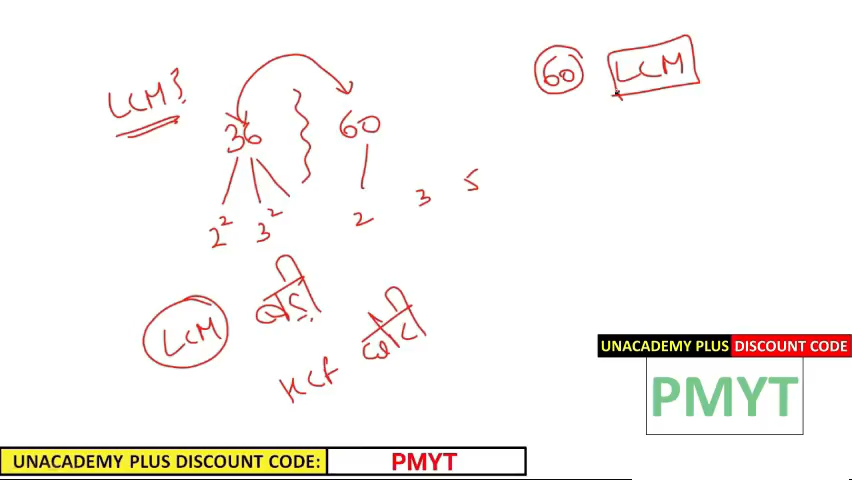 LCM?
60 LCM
36 60
2² 3² 2 3 5
LCM
HCF
UNACADEMY PLUS DISCOUNT CODE
PMYT
UNACADEMY PLUS DISCOUNT CODE: PMYT